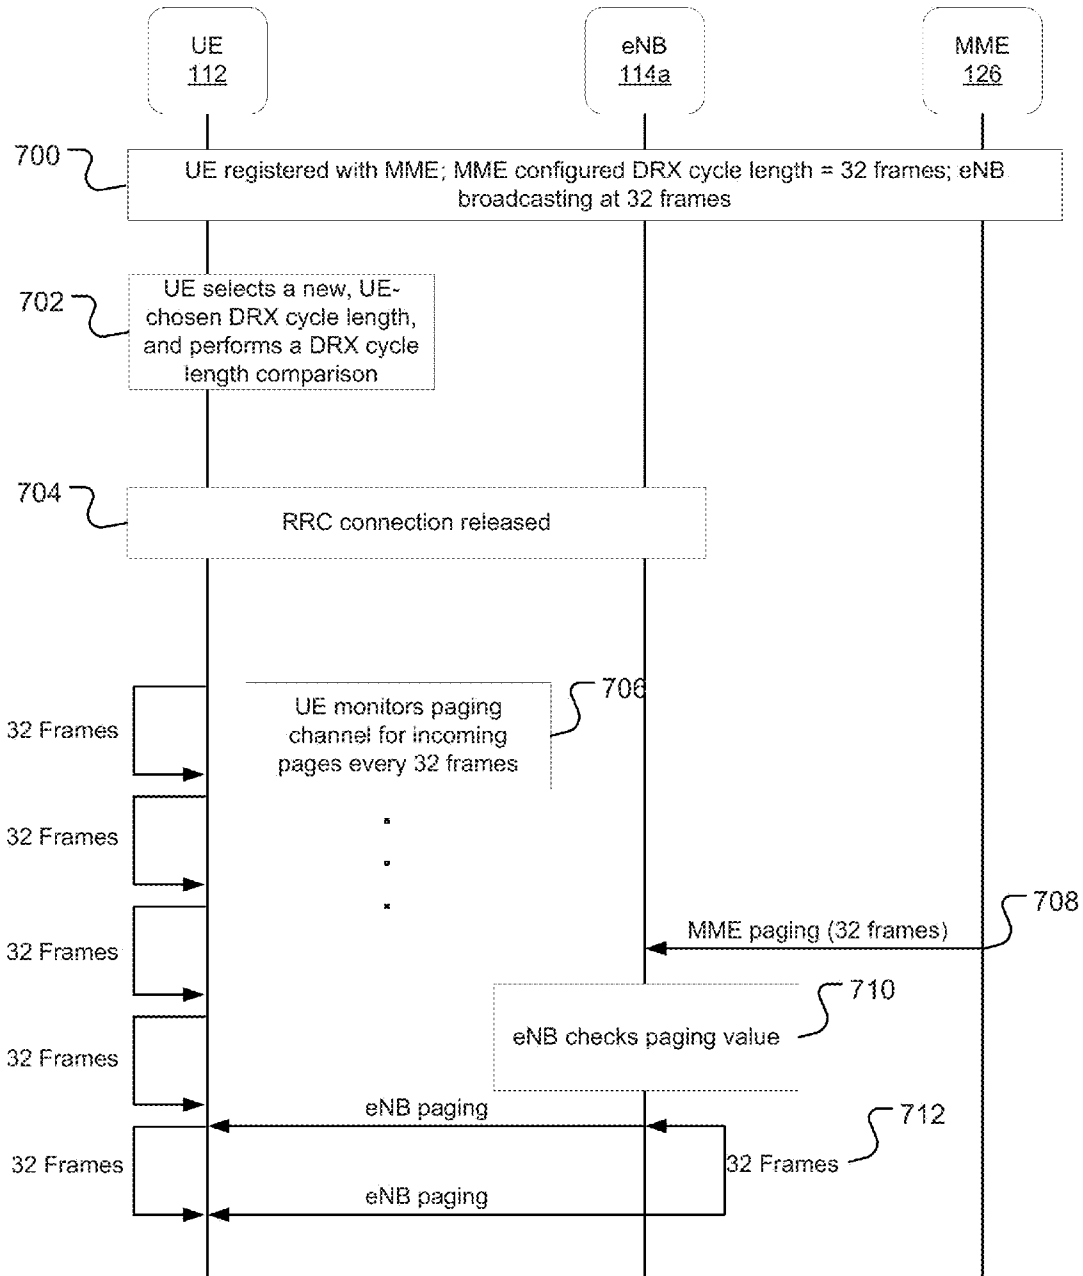 UE
112
eNB
114a
MME
126
700
UE registered with MME; MME configured DRX cycle length = 32 frames; eNB
broadcasting at 32 frames
702
UE selects a new, UE-
chosen DRX cycle length,
and performs a DRX cycle
length comparison
704
RRC connection released
706
UE monitors paging
channel for incoming
pages every 32 frames
32 Frames
32 Frames
708
MME paging (32 frames)
32 Frames
710
eNB checks paging value
32 Frames
eNB paging
712
32 Frames
32 Frames
eNB paging